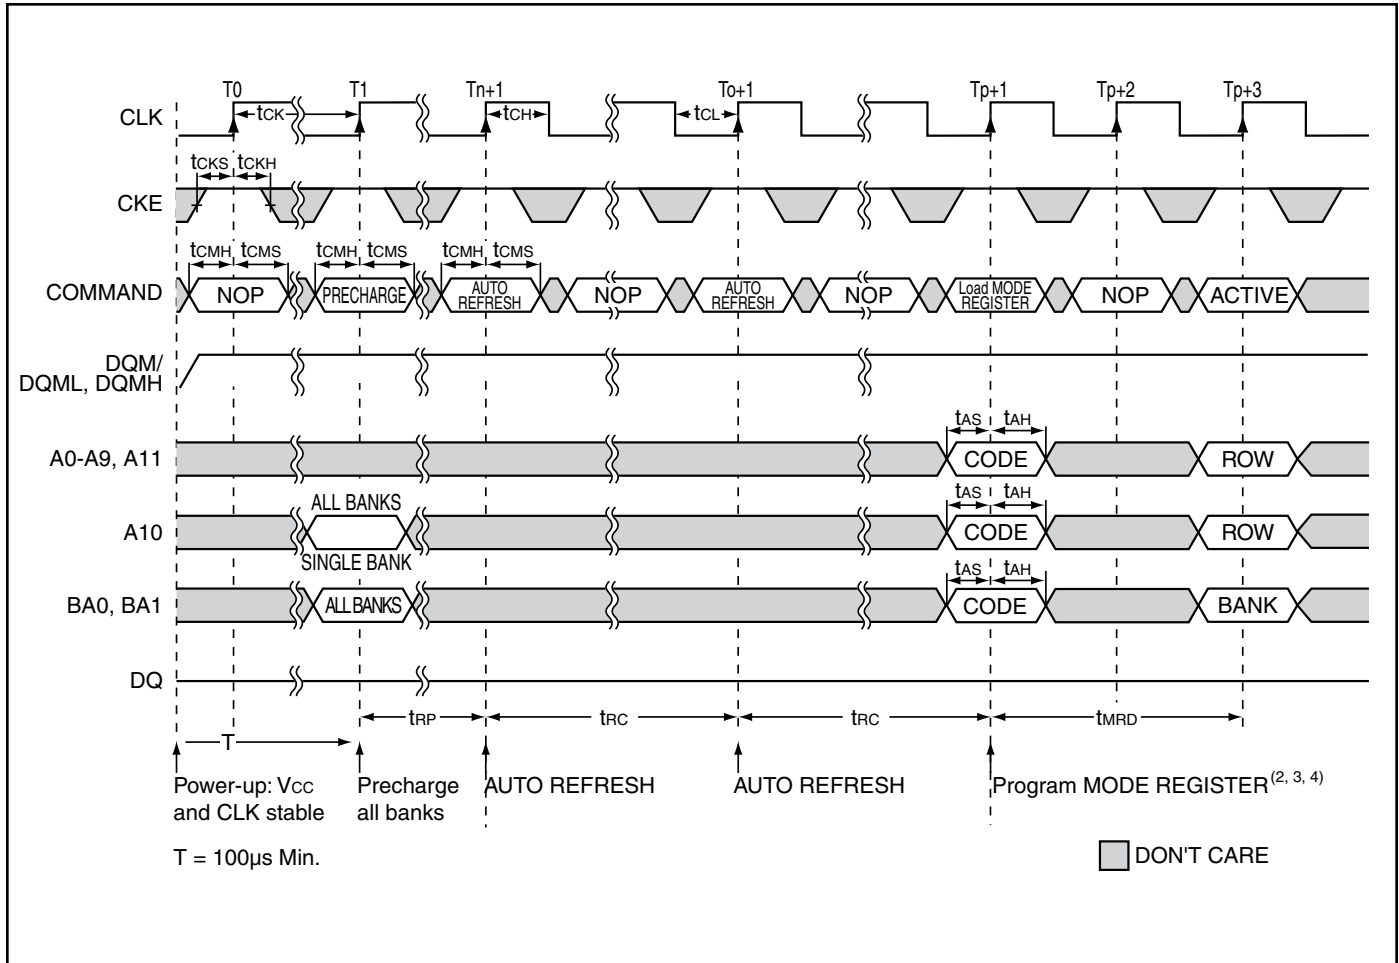 T0 T1 Tn+1 To+1 Tp+1 Tp+2 Tp+3
CLK tCK tCH tCL
tCKS tCKH
CKE
tCMH tCMS tCMH tCMS tCMH tCMS
COMMAND NOP PRECHARGE AUTO REFRESH NOP AUTO REFRESH NOP Load MODE REGISTER NOP ACTIVE
DQM/
DQML, DQMH
tAS tAH
A0-A9, A11 CODE ROW
ALL BANKS tAS tAH
A10 CODE ROW
SINGLE BANK tAS tAH
BA0, BA1 ALL BANKS CODE BANK
DQ
tRP tRC tRC tMRD
T
Power-up: VCC Precharge AUTO REFRESH AUTO REFRESH Program MODE REGISTER(2, 3, 4)
and CLK stable all banks
T = 100µs Min. DON'T CARE